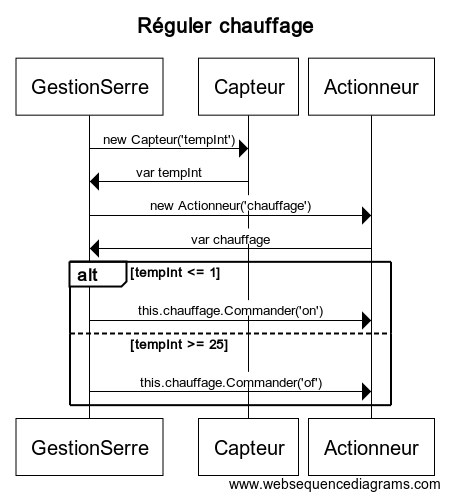 Réguler chauffage
GestionSerre Capteur Actionneur
new Capteur('tempInt')
var tempInt
new Actionneur('chauffage')
var chauffage
alt [tempInt <= 1]
this.chauffage.Commander('on')
[tempInt >= 25]
this.chauffage.Commander('of')
GestionSerre Capteur Actionneur
www.websequencediagrams.com